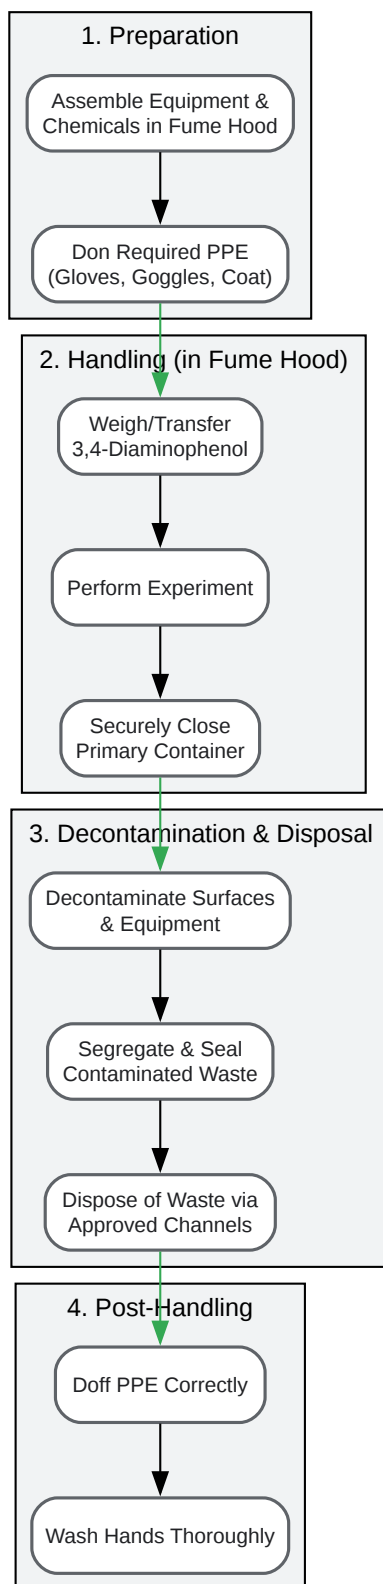 1. Preparation
Assemble Equipment &
Chemicals in Fume Hood
Don Required PPE
(Gloves, Goggles, Coat)
2. Handling (in Fume Hood)
Weigh/Transfer
3,4-Diaminophenol
Perform Experiment
Securely Close
Primary Container
3. Decontamination & Disposal
Decontaminate Surfaces
& Equipment
Segregate & Seal
Contaminated Waste
Dispose of Waste via
Approved Channels
4. Post-Handling
Doff PPE Correctly
Wash Hands Thoroughly